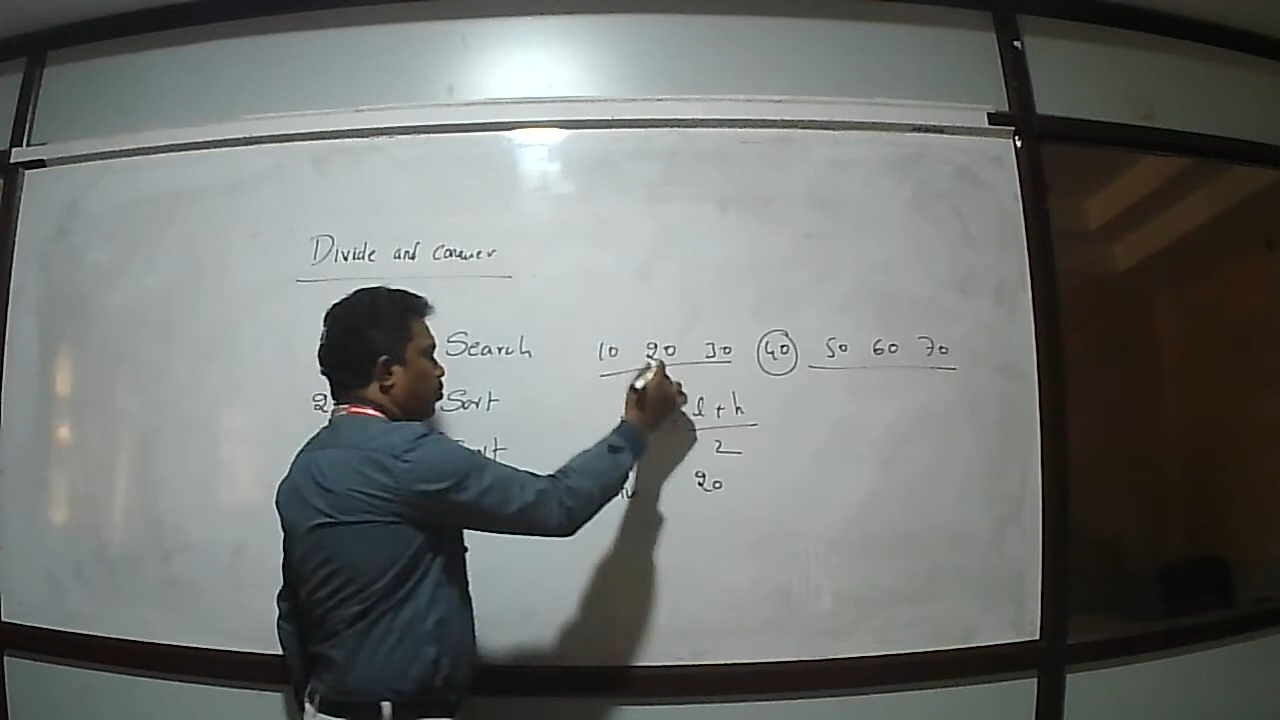 Divide and Conquer
Search 10 20 30 40 50 60 70
2 Sort l + h
2
20